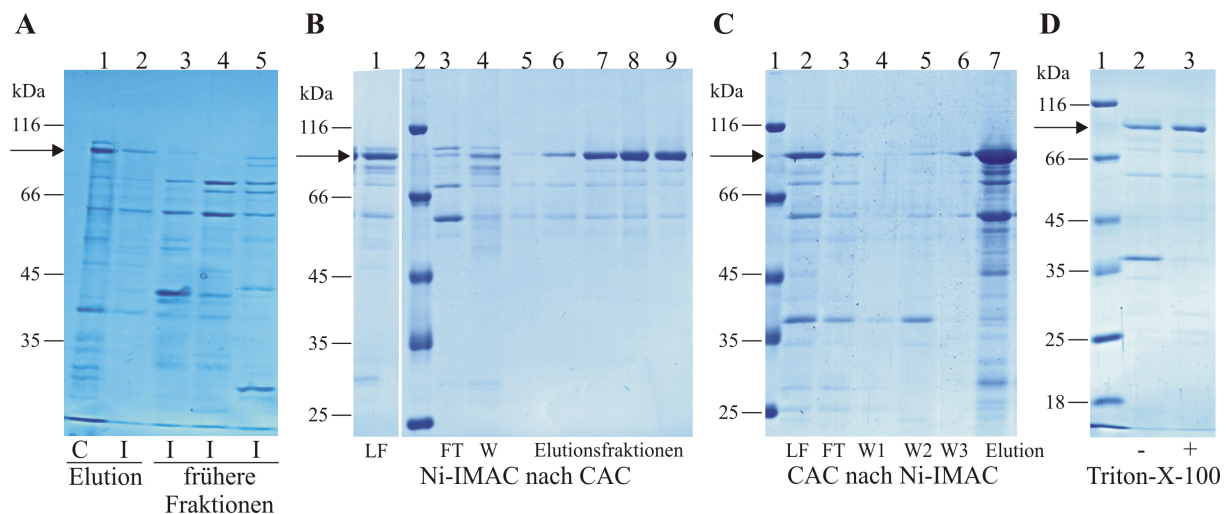 A
1 2 3 4 5
kDa
116
66
45
35
C I I I I
Elution frühere
Fraktionen
B
1 2 3 4 5 6 7 8 9
kDa
116
66
45
35
25
LF FT W Elutionsfraktionen
Ni-IMAC nach CAC
C
1 2 3 4 5 6 7
kDa
116
66
45
35
25
LF FT W1 W2 W3 Elution
CAC nach Ni-IMAC
D
1 2 3
kDa
116
66
45
35
25
18
- +
Triton-X-100